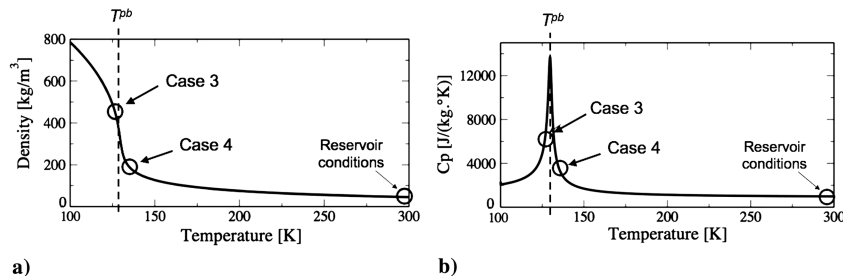 T^pb
800
600
400
200
0
Density [kg/m³]
Case 3
Case 4
Reservoir
conditions
100
150
200
250
300
Temperature [K]
a)
T^pb
12000
8000
4000
0
Cp [J/(kg.°K)]
Case 3
Case 4
Reservoir
conditions
100
150
200
250
300
Temperature [K]
b)